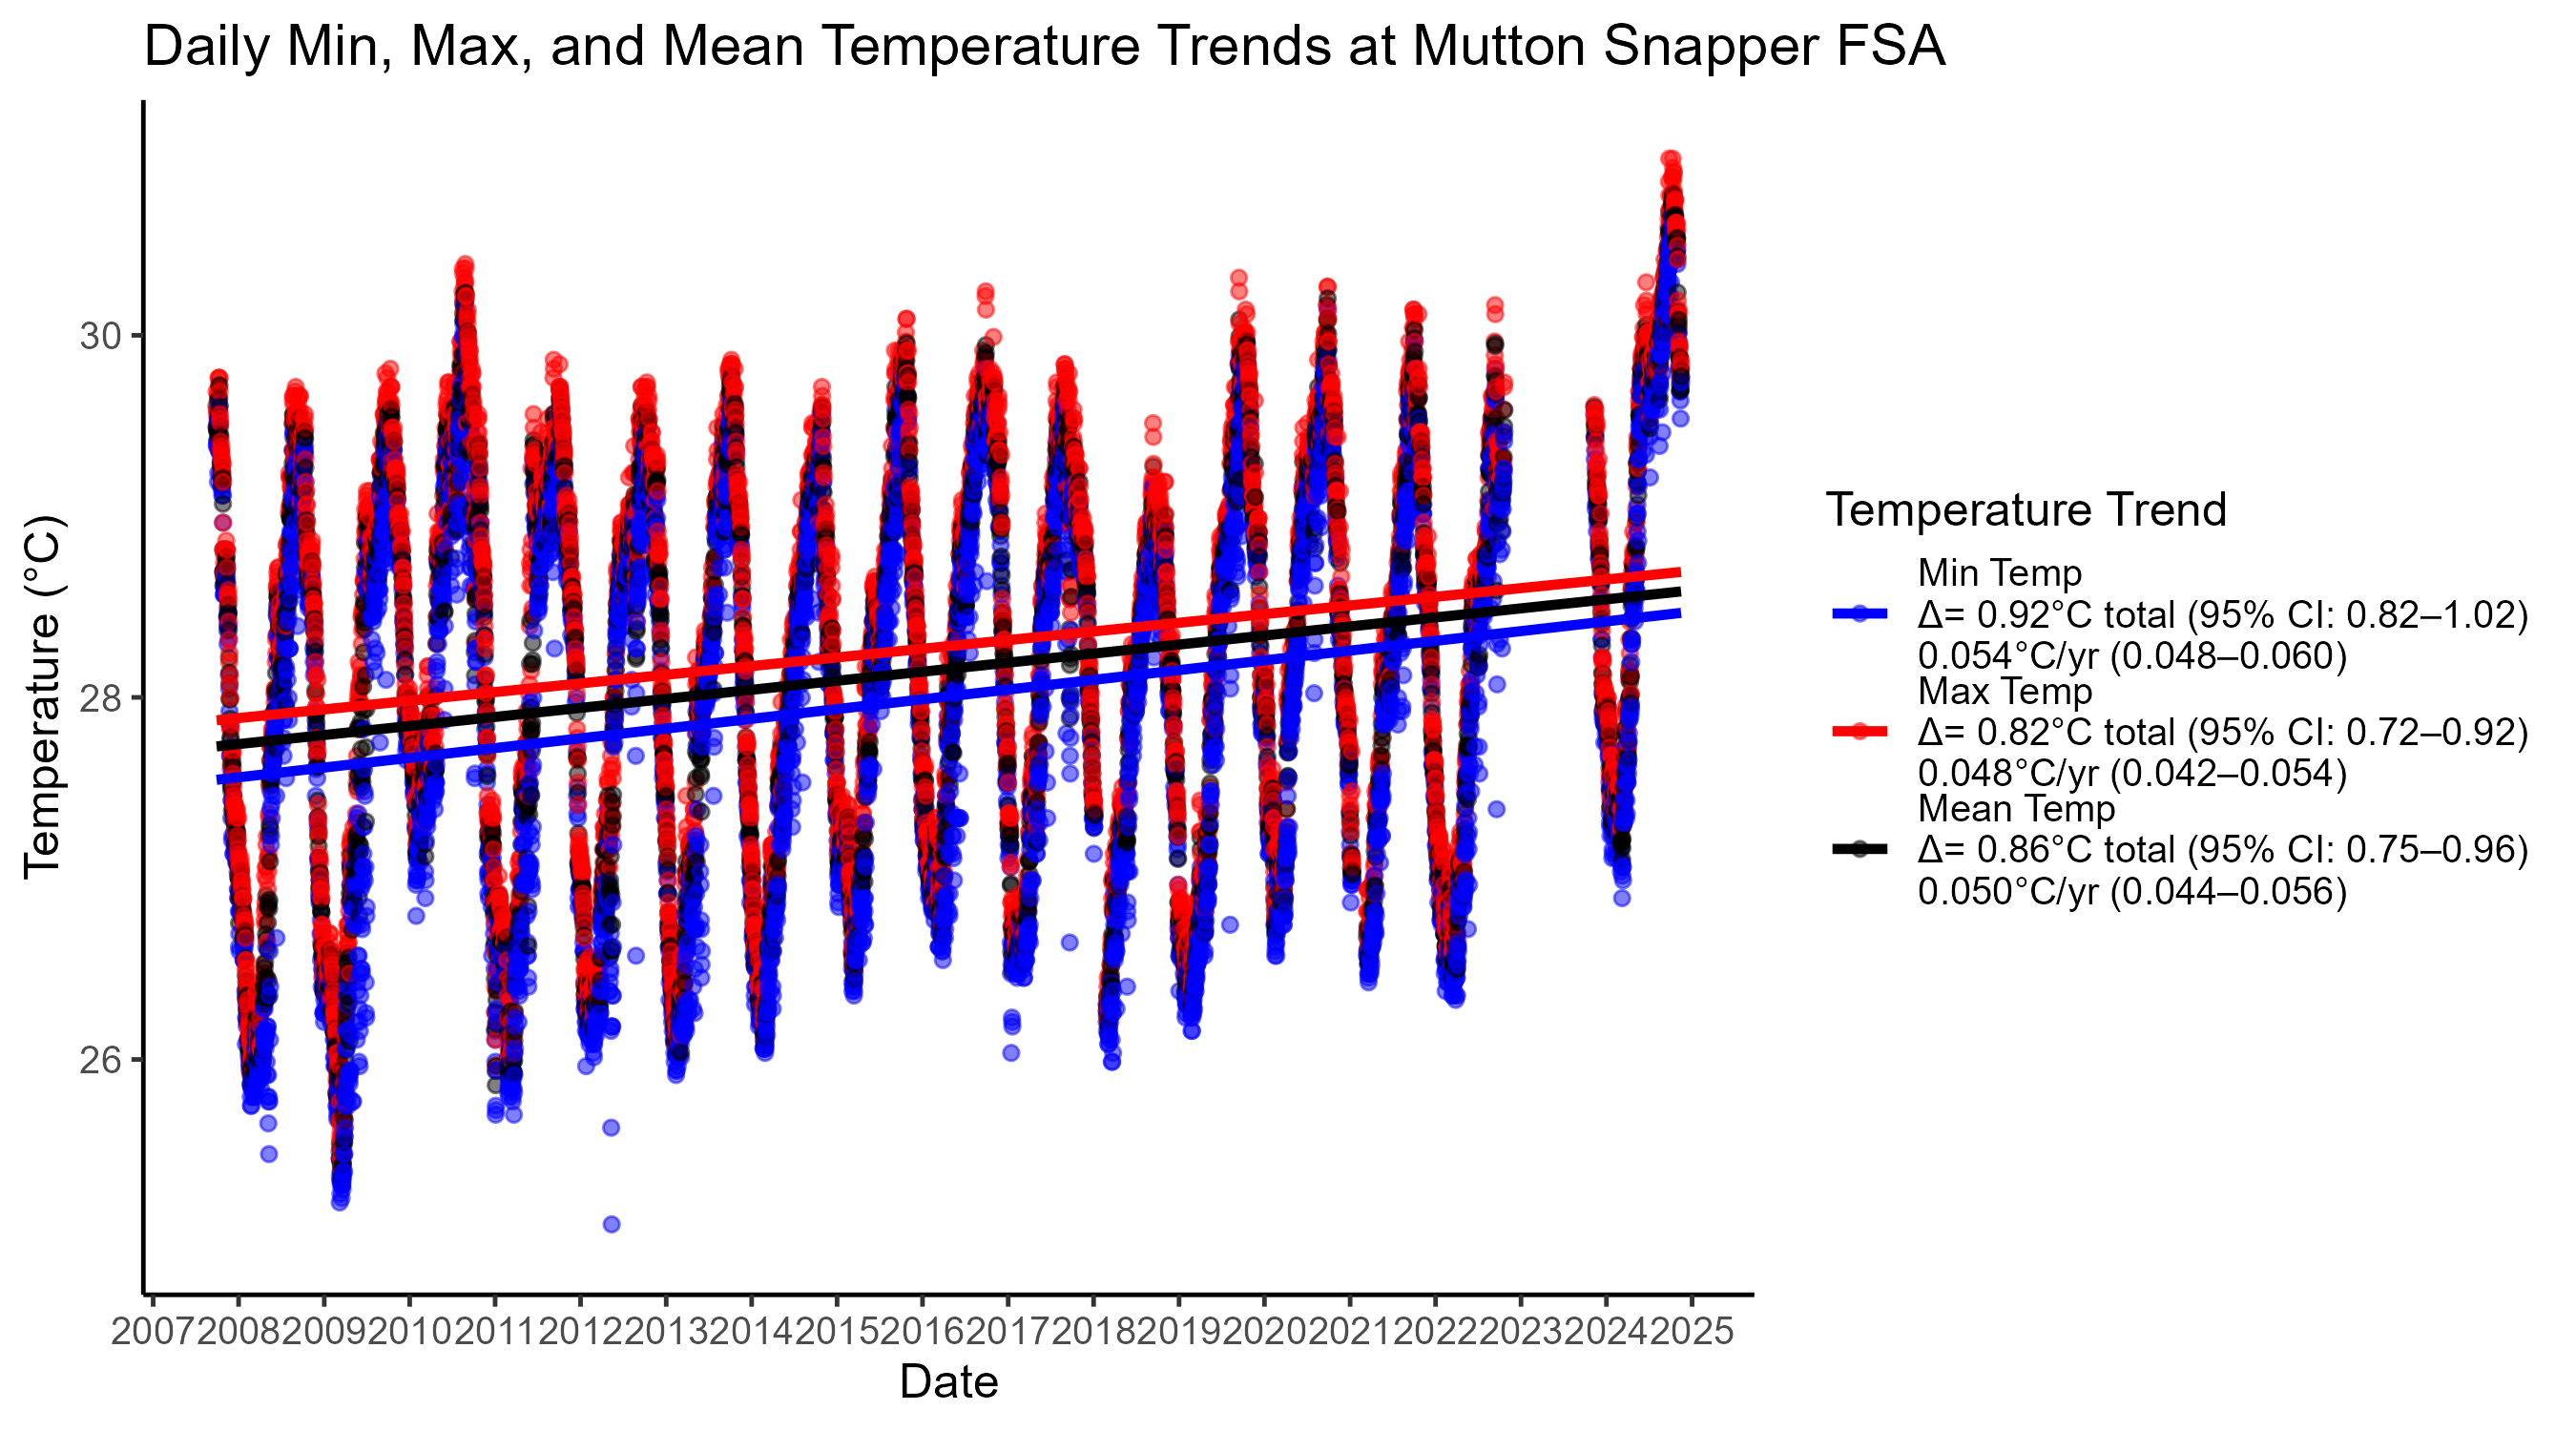 Daily Min, Max, and Mean Temperature Trends at Mutton Snapper FSA
Temperature (°C)
30
28
26
2007 2008 2009 2010 2011 2012 2013 2014 2015 2016 2017 2018 2019 2020 2021 2022 2023 2024 2025
Date
Temperature Trend
Min Temp
Δ= 0.92°C total (95% CI: 0.82–1.02)
0.054°C/yr (0.048–0.060)
Max Temp
Δ= 0.82°C total (95% CI: 0.72–0.92)
0.048°C/yr (0.042–0.054)
Mean Temp
Δ= 0.86°C total (95% CI: 0.75–0.96)
0.050°C/yr (0.044–0.056)